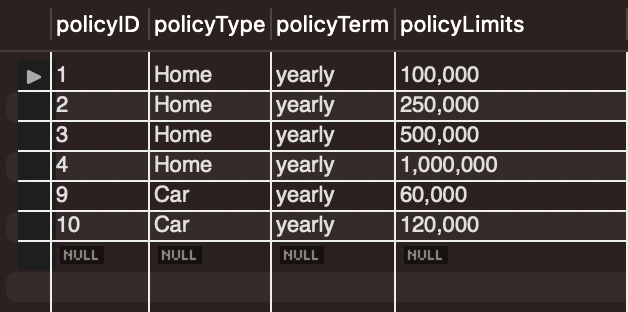 policyID policyType policyTerm policyLimits
1 Home yearly 100,000
2 Home yearly 250,000
3 Home yearly 500,000
4 Home yearly 1,000,000
9 Car yearly 60,000
10 Car yearly 120,000
NULL NULL NULL NULL